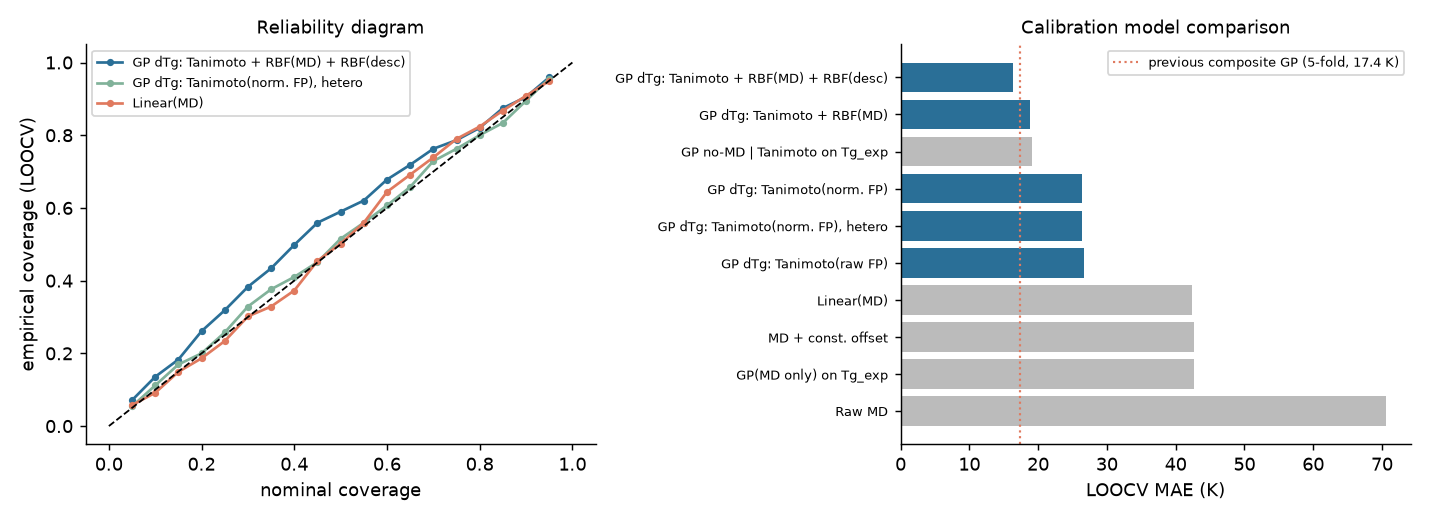 Reliability diagram
GP dTg: Tanimoto + RBF(MD) + RBF(desc)
GP dTg: Tanimoto(norm. FP), hetero
Linear(MD)
empirical coverage (LOOCV)
1.0
0.8
0.6
0.4
0.2
0.0
0.0 0.2 0.4 0.6 0.8 1.0
nominal coverage
Calibration model comparison
previous composite GP (5-fold, 17.4 K)
GP dTg: Tanimoto + RBF(MD) + RBF(desc)
GP dTg: Tanimoto + RBF(MD)
GP no-MD | Tanimoto on Tg_exp
GP dTg: Tanimoto(norm. FP)
GP dTg: Tanimoto(norm. FP), hetero
GP dTg: Tanimoto(raw FP)
Linear(MD)
MD + const. offset
GP(MD only) on Tg_exp
Raw MD
0 10 20 30 40 50 60 70
LOOCV MAE (K)